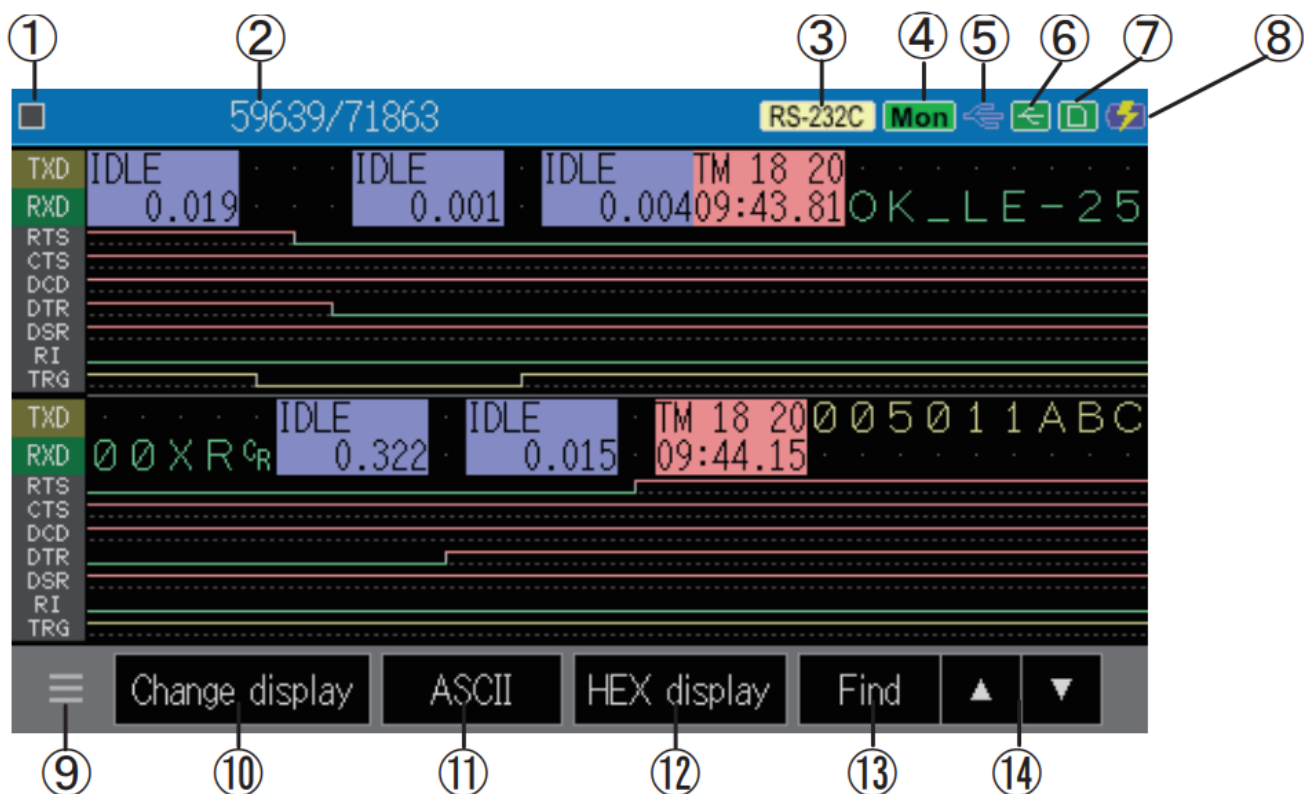 ① ② ③ ④ ⑤ ⑥ ⑦ ⑧
59639/71863 RS-232C Mon
TXD IDLE IDLE IDLE TM 18 20
RXD 0.019 0.001 0.004 09:43.81 OK_LE-25
RTS
CTS
DCD
DTR
DSR
RI
TRG
TXD IDLE IDLE TM 18 20 005011ABC
RXD 00XR CR 0.322 0.015 09:44.15
RTS
CTS
DCD
DTR
DSR
RI
TRG
Change display ASCII HEX display Find ▲ ▼
⑨ ⑩ ⑪ ⑫ ⑬ ⑭